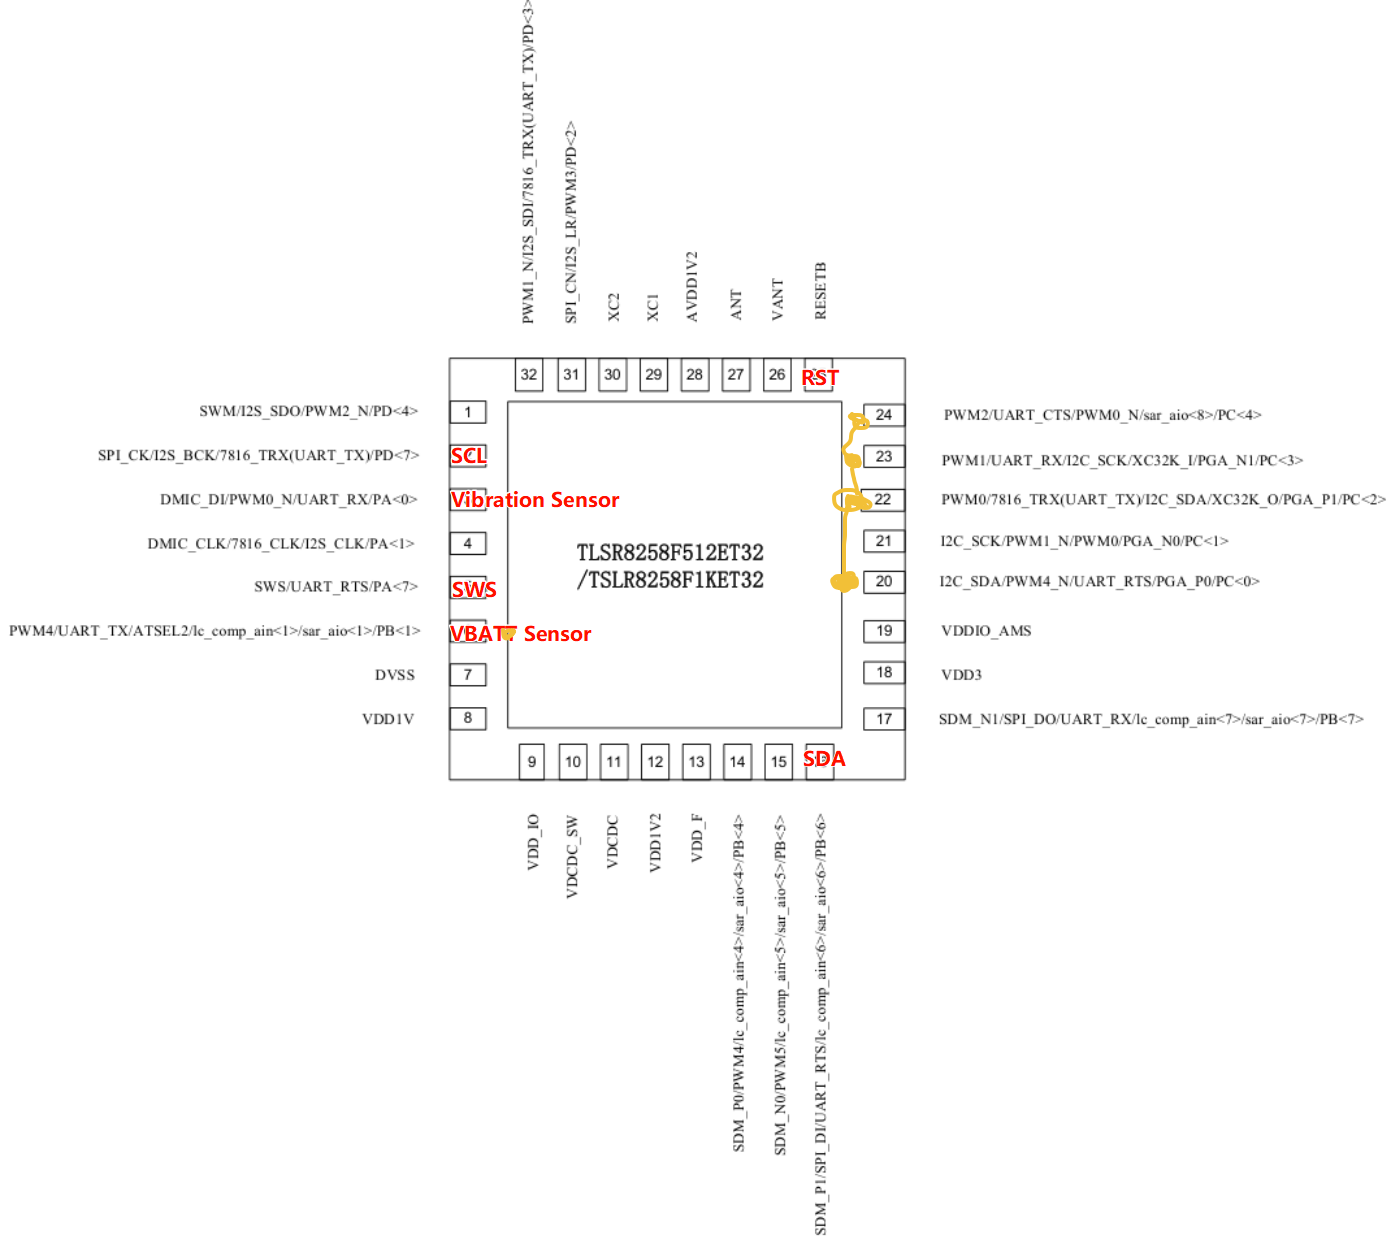 PWM1_N/I2S_SDI/7816_TRX(UART_TX)/PD<3>
SPI_CN/I2S_LR/PWM3/PD<2>
XC2
XC1
AVDD1V2
ANT
VANT
RESETB
32
31
30
29
28
27
26
RST
SWM/I2S_SDO/PWM2_N/PD<4>
1
SPI_CK/I2S_BCK/7816_TRX(UART_TX)/PD<7>
SCL
DMIC_DI/PWM0_N/UART_RX/PA<0>
Vibration Sensor
DMIC_CLK/7816_CLK/I2S_CLK/PA<1>
4
SWS/UART_RTS/PA<7>
SWS
PWM4/UART_TX/ATSEL2/lc_comp_ain<1>/sar_aio<1>/PB<1>
VBATT Sensor
DVSS
7
VDD1V
8
TLSR8258F512ET32
/TSLR8258F1KET32
24
PWM2/UART_CTS/PWM0_N/sar_aio<8>/PC<4>
23
PWM1/UART_RX/I2C_SCK/XC32K_I/PGA_N1/PC<3>
22
PWM0/7816_TRX(UART_TX)/I2C_SDA/XC32K_O/PGA_P1/PC<2>
21
I2C_SCK/PWM1_N/PWM0/PGA_N0/PC<1>
20
I2C_SDA/PWM4_N/UART_RTS/PGA_P0/PC<0>
19
VDDIO_AMS
18
VDD3
17
SDM_N1/SPI_DO/UART_RX/lc_comp_ain<7>/sar_aio<7>/PB<7>
9
10
11
12
13
14
15
SDA
VDD_IO
VDCDC_SW
VDCDC
VDD1V2
VDD_F
SDM_P0/PWM4/lc_comp_ain<4>/sar_aio<4>/PB<4>
SDM_N0/PWM5/lc_comp_ain<5>/sar_aio<5>/PB<5>
SDM_P1/SPI_DI/UART_RTS/lc_comp_ain<6>/sar_aio<6>/PB<6>